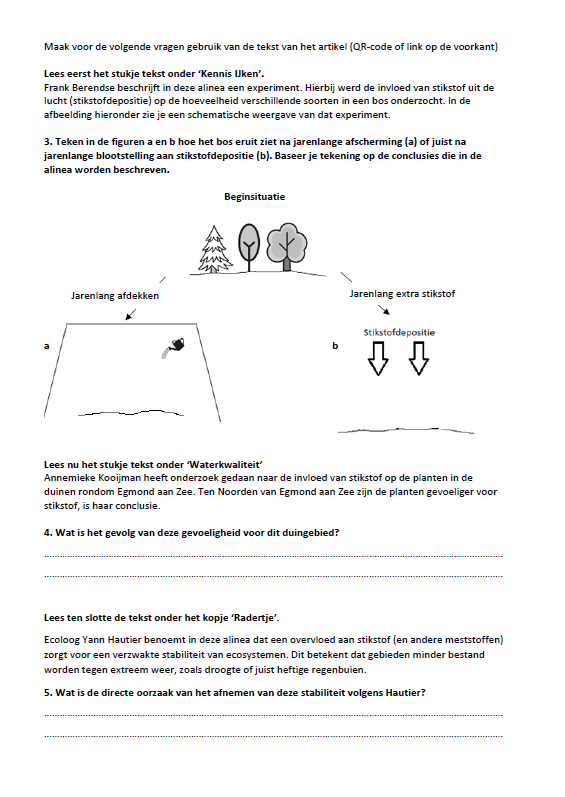 Maak voor de volgende vragen gebruik van de tekst van het artikel (QR-code of link op de voorkant)
Lees eerst het stukje tekst onder ‘Kennis IJken’.
Frank Berendse beschrijft in deze alinea een experiment. Hierbij werd de invloed van stikstof uit de
lucht (stikstofdepositie) op de hoeveelheid verschillende soorten in een bos onderzocht. In de
afbeelding hieronder zie je een schematische weergave van dat experiment.
3. Teken in de figuren a en b hoe het bos eruit ziet na jarenlange afscherming (a) of juist na
jarenlange blootstelling aan stikstofdepositie (b). Baseer je tekening op de conclusies die in de
alinea worden beschreven.
Beginsituatie
Jarenlang afdekken
Jarenlang extra stikstof
Stikstofdepositie
a
b
Lees nu het stukje tekst onder ‘Waterkwaliteit’
Annemieke Kooijman heeft onderzoek gedaan naar de invloed van stikstof op de planten in de
duinen rondom Egmond aan Zee. Ten Noorden van Egmond aan Zee zijn de planten gevoeliger voor
stikstof, is haar conclusie.
4. Wat is het gevolg van deze gevoeligheid voor dit duingebied?
Lees ten slotte de tekst onder het kopje ‘Radertje’.
Ecoloog Yann Hautier benoemt in deze alinea dat een overvloed aan stikstof (en andere meststoffen)
zorgt voor een verzwakte stabiliteit van ecosystemen. Dit betekent dat gebieden minder bestand
worden tegen extreem weer, zoals droogte of juist heftige regenbuien.
5. Wat is de directe oorzaak van het afnemen van deze stabiliteit volgens Hautier?